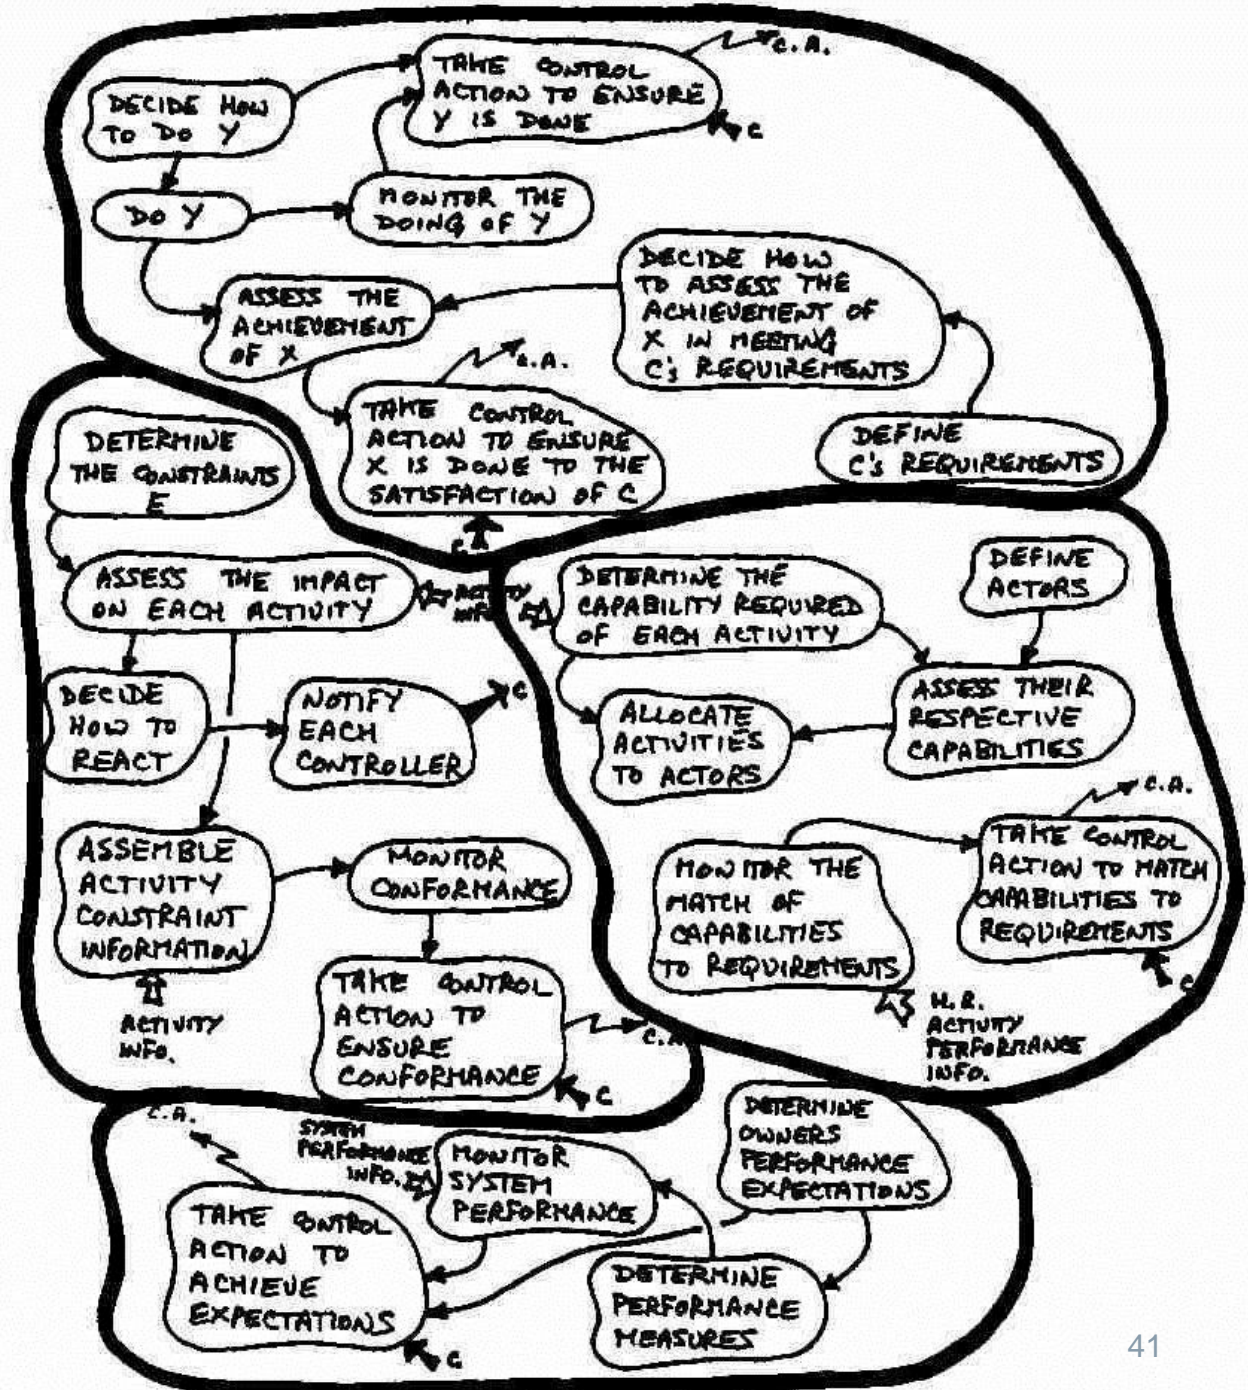 C.A.
TAKE CONTROL
ACTION TO ENSURE
Y IS DONE
C
DECIDE HOW
TO DO Y
DO Y
MONITOR THE
DOING OF Y
DECIDE HOW
TO ASSESS THE
ACHIEVEMENT OF
X IN MEETING
C's REQUIREMENTS
ASSESS THE
ACHIEVEMENT
OF X
C.A.
TAKE CONTROL
ACTION TO ENSURE
X IS DONE TO THE
SATISFACTION OF C
C
DEFINE
C's REQUIREMENTS
DETERMINE
THE CONSTRAINTS
E
ASSESS THE IMPACT
ON EACH ACTIVITY
ACTIVITY
INFO.
DECIDE
HOW TO
REACT
NOTIFY
EACH
CONTROLLER
C
ASSEMBLE
ACTIVITY
CONSTRAINT
INFORMATION
ACTIVITY
INFO.
MONITOR
CONFORMANCE
TAKE CONTROL
ACTION TO
ENSURE
CONFORMANCE
C.A.
C
DETERMINE THE
CAPABILITY REQUIRED
OF EACH ACTIVITY
DEFINE
ACTORS
ASSESS THEIR
RESPECTIVE
CAPABILITIES
ALLOCATE
ACTIVITIES
TO ACTORS
C.A.
MONITOR THE
MATCH OF
CAPABILITIES
TO REQUIREMENTS
TAKE CONTROL
ACTION TO MATCH
CAPABILITIES TO
REQUIREMENTS
C
H.R.
ACTIVITY
PERFORMANCE
INFO.
C.A.
SYSTEM
PERFORMANCE
INFO.
MONITOR
SYSTEM
PERFORMANCE
DETERMINE
OWNERS
PERFORMANCE
EXPECTATIONS
TAKE CONTROL
ACTION TO
ACHIEVE
EXPECTATIONS
C
DETERMINE
PERFORMANCE
MEASURES
41